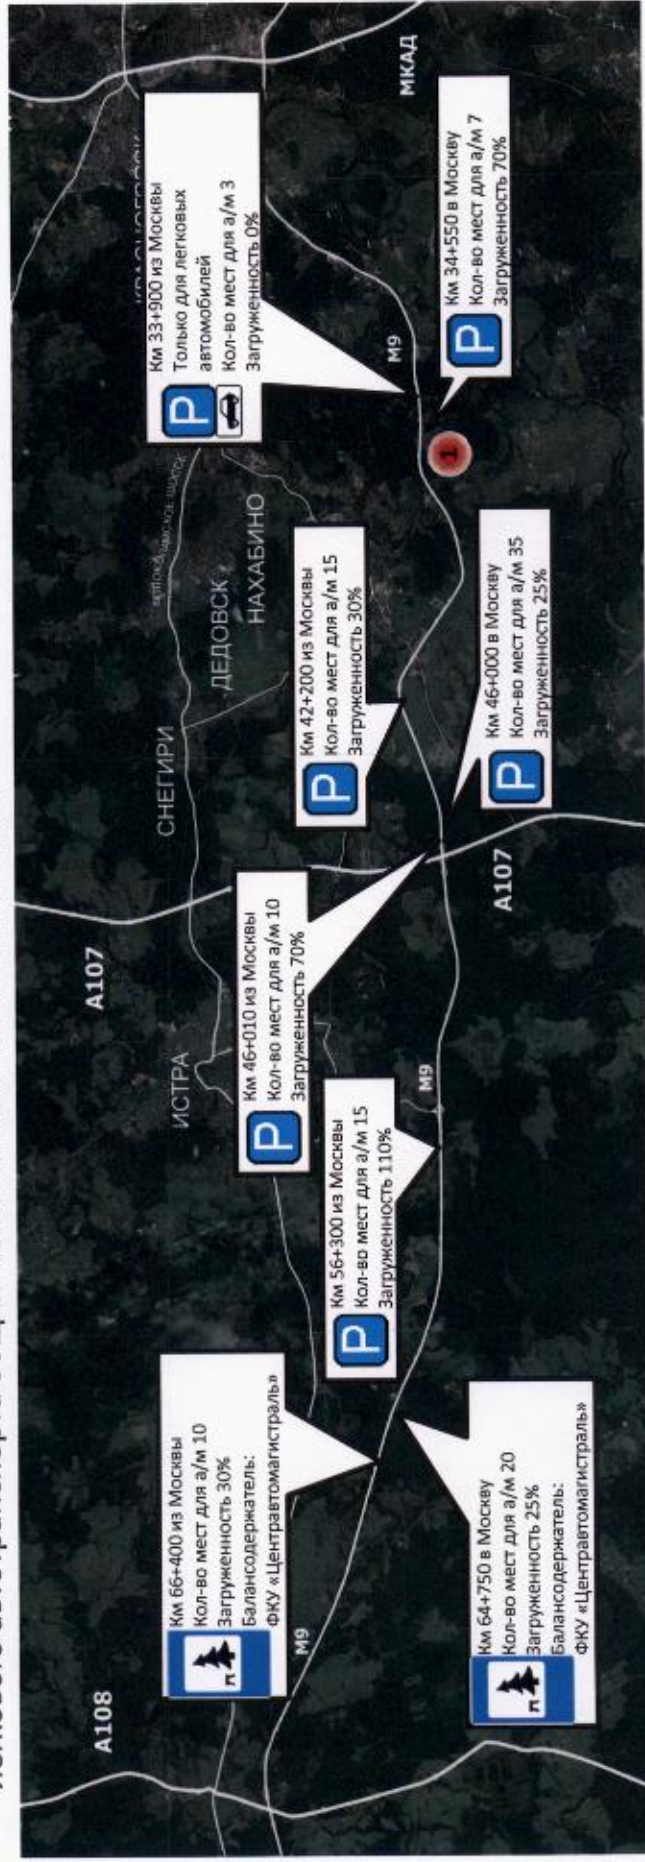 МКАД
Км 33+900 из Москвы
Только для легковых
автомобилей
Кол-во мест для а/м 3
Загруженность 0%
P
М9
Км 34+550 в Москву
Кол-во мест для а/м 7
Загруженность 70%
P
1
НАХАБИНО
ДЕДОВСК
СНЕГИРИ
Км 42+200 из Москвы
Кол-во мест для а/м 15
Загруженность 30%
P
Км 46+000 в Москву
Кол-во мест для а/м 35
Загруженность 25%
P
А107
А107
Км 46+010 из Москвы
Кол-во мест для а/м 10
Загруженность 70%
P
ИСТРА
М9
Км 56+300 из Москвы
Кол-во мест для а/м 15
Загруженность 110%
P
Км 66+400 из Москвы
Кол-во мест для а/м 10
Загруженность 30%
Балансодержатель:
ФКУ «Центравтомагистраль»
Км 64+750 в Москву
Кол-во мест для а/м 20
Загруженность 25%
Балансодержатель:
ФКУ «Центравтомагистраль»
М9
А108